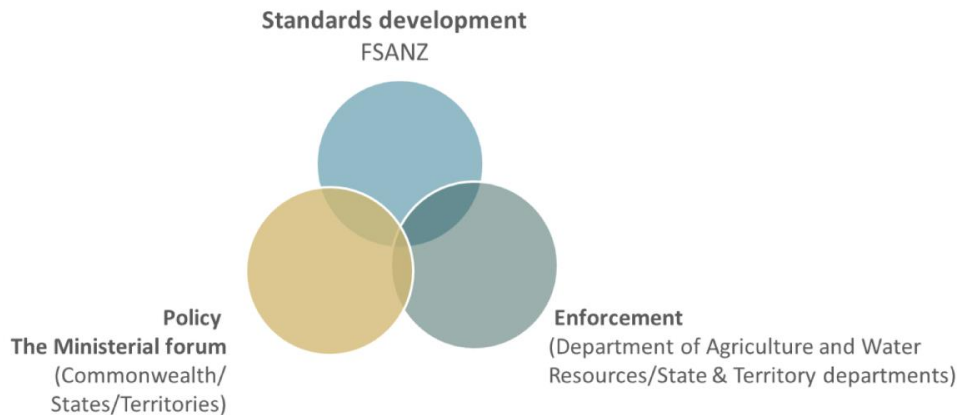 Standards development
FSANZ
Policy
The Ministerial forum
(Commonwealth/
States/Territories)
Enforcement
(Department of Agriculture and Water
Resources/State & Territory departments)